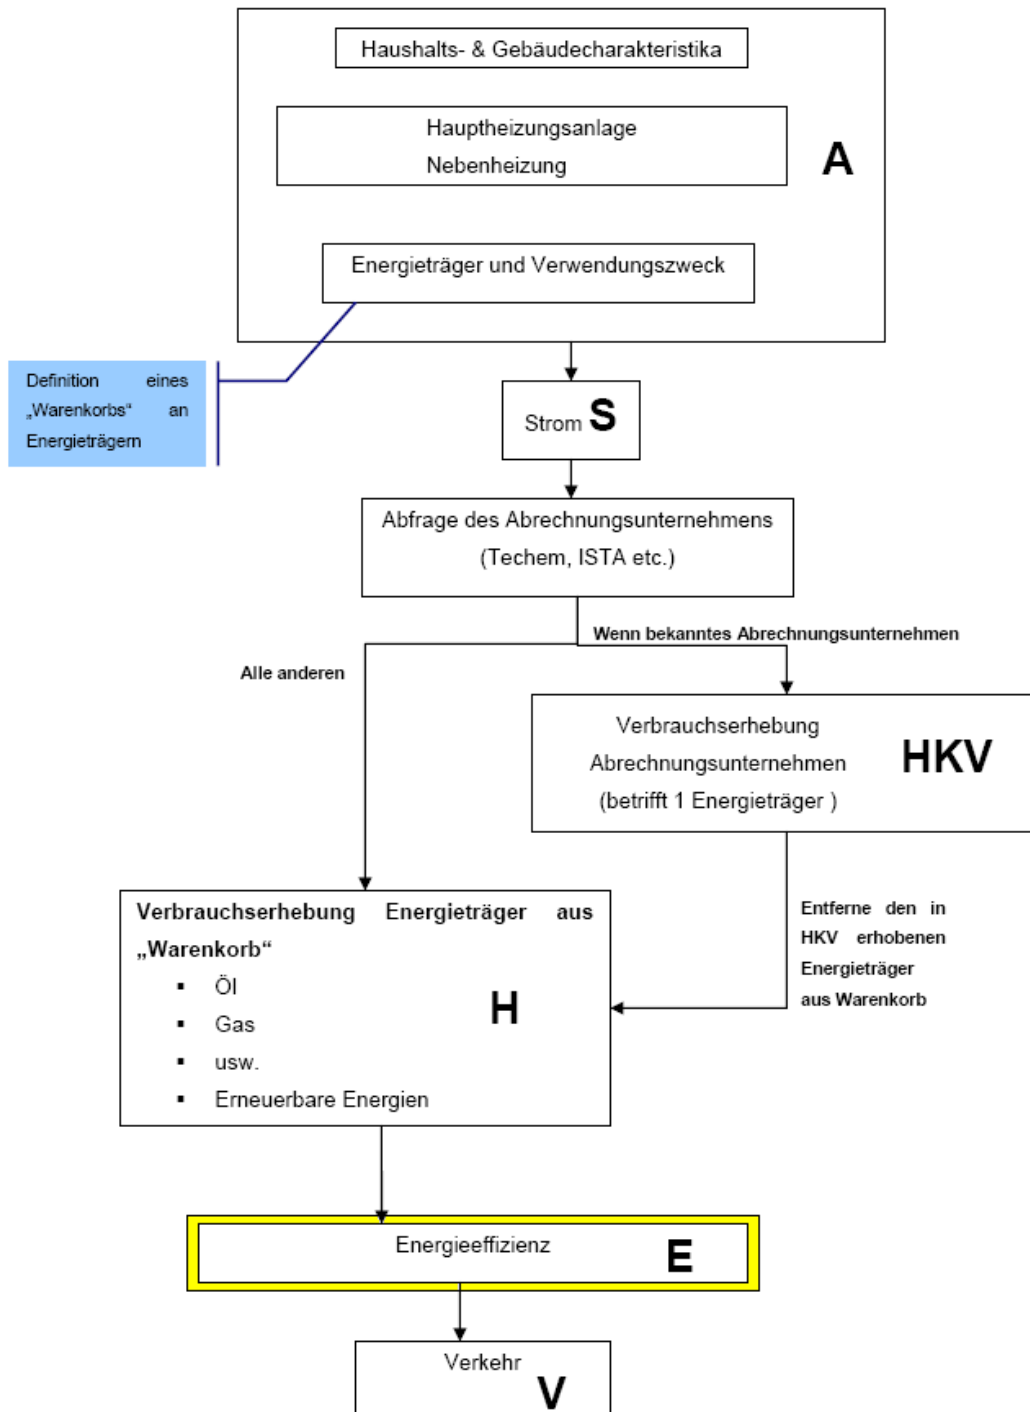 Haushalts- & Gebäudecharakteristika
Hauptheizungsanlage
Nebenheizung
A
Energieträger und Verwendungszweck
Definition eines
„Warenkorbs“ an
Energieträgern
Strom S
Abfrage des Abrechnungsunternehmens
(Techem, ISTA etc.)
Wenn bekanntes Abrechnungsunternehmen
Alle anderen
Verbrauchserhebung
Abrechnungsunternehmen
(betrifft 1 Energieträger )
HKV
Entferne den in
HKV erhobenen
Energieträger
aus Warenkorb
Verbrauchserhebung Energieträger aus
„Warenkorb“
▪ Öl
▪ Gas
▪ usw.
▪ Erneuerbare Energien
H
Energieeffizienz E
Verkehr V